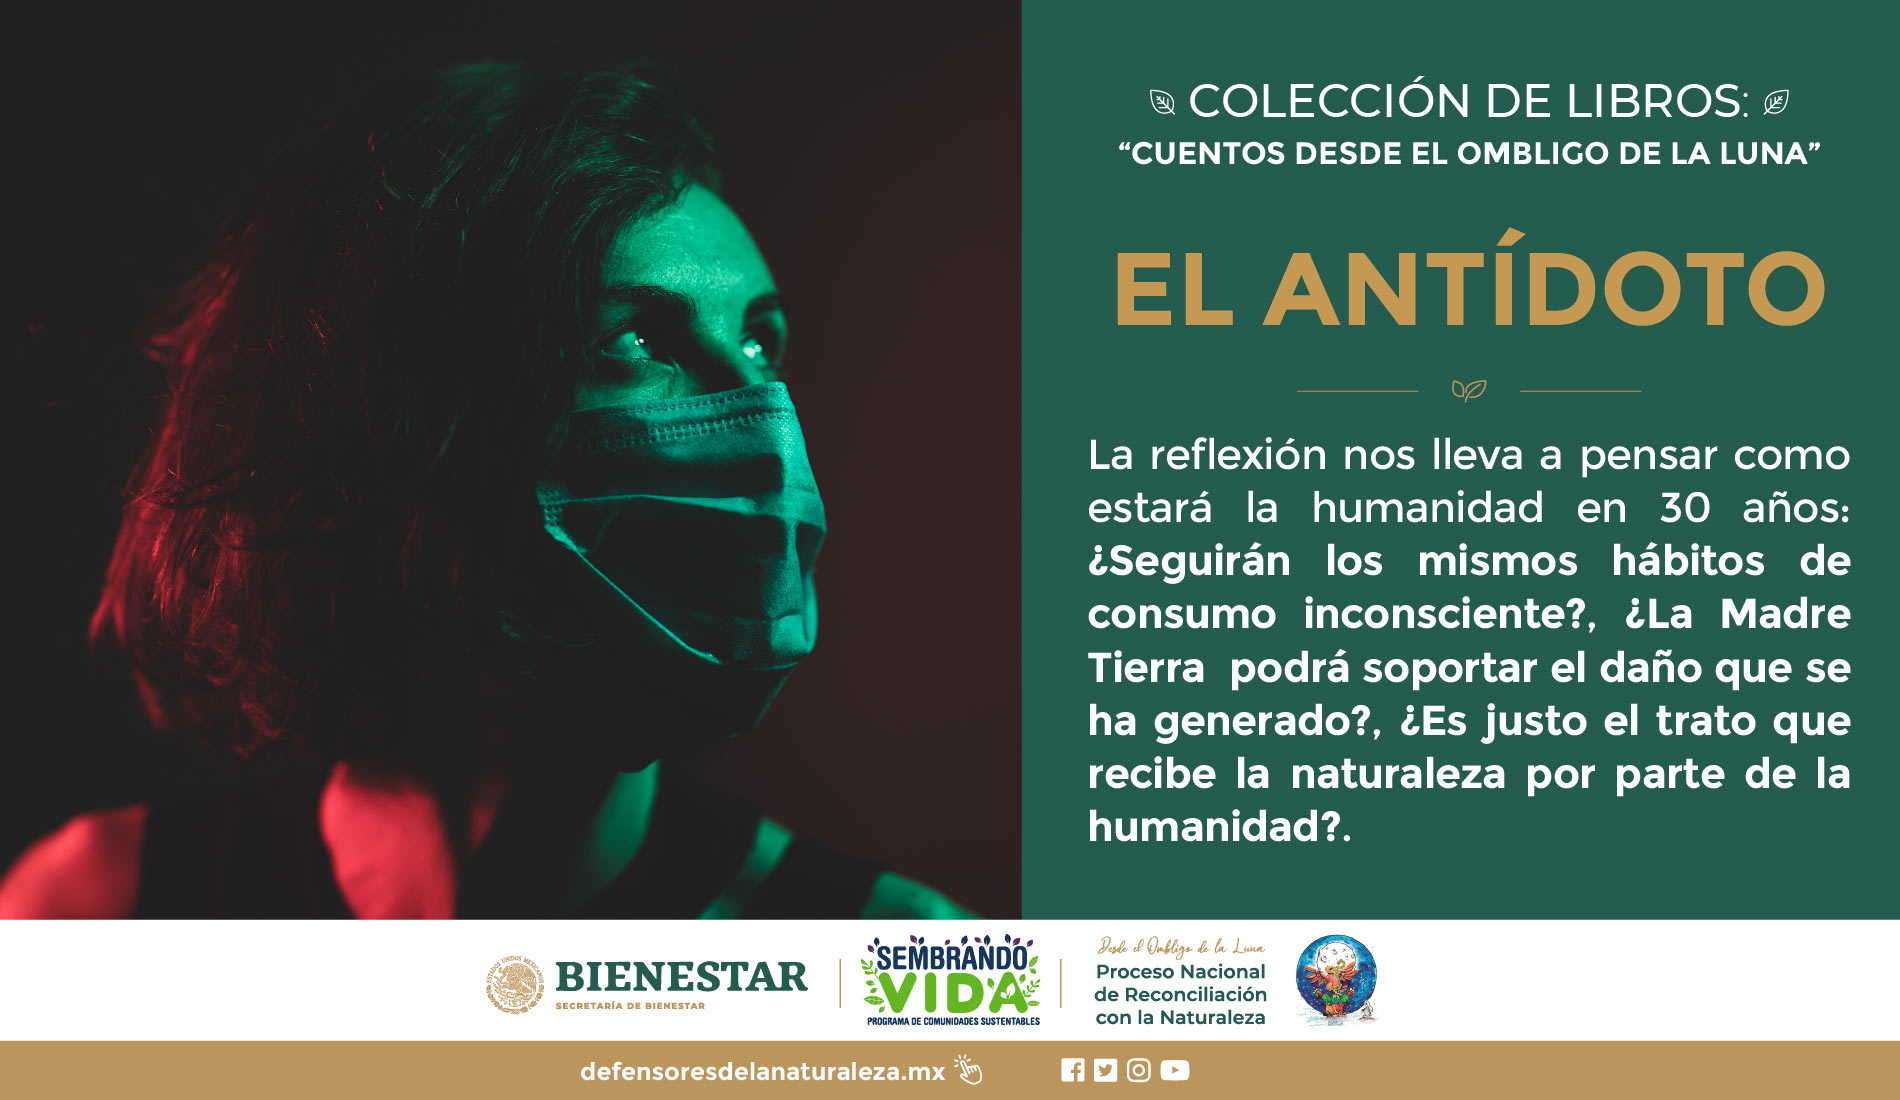 COLECCIÓN DE LIBROS:
“CUENTOS DESDE EL OMBLIGO DE LA LUNA”
EL ANTÍDOTO
La reflexión nos lleva a pensar como
estará la humanidad en 30 años:
¿Seguirán los mismos hábitos de
consumo inconsciente?, ¿La Madre
Tierra podrá soportar el daño que se
ha generado?, ¿Es justo el trato que
recibe la naturaleza por parte de la
humanidad?.
ESTADOS UNIDOS MEXICANOS
BIENESTAR
SECRETARÍA DE BIENESTAR
SEMBRANDO
VIDA
PROGRAMA DE COMUNIDADES SUSTENTABLES
Desde el Ombligo de la Luna
Proceso Nacional
de Reconciliación
con la Naturaleza
defensoresdelanaturaleza.mx